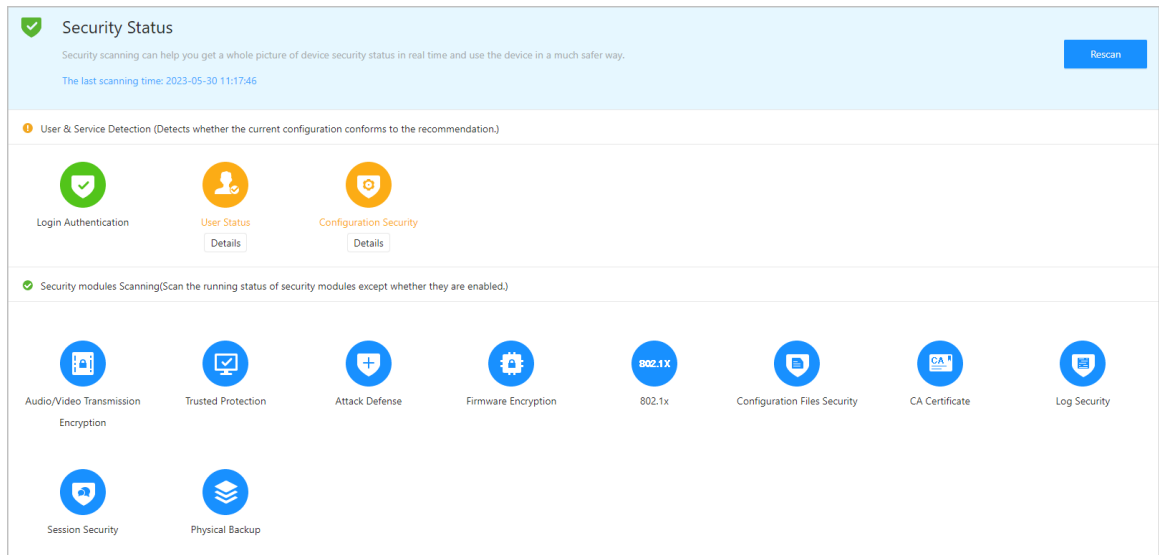 Security Status
Security scanning can help you get a whole picture of device security status in real time and use the device in a much safer way.
Rescan
The last scanning time: 2023-05-30 11:17:46
User & Service Detection (Detects whether the current configuration conforms to the recommendation.)
Login Authentication
User Status
Configuration Security
Details
Details
Security modules Scanning(Scan the running status of security modules except whether they are enabled.)
802.1X
CA
Audio/Video Transmission
Encryption
Trusted Protection
Attack Defense
Firmware Encryption
802.1x
Configuration Files Security
CA Certificate
Log Security
Session Security
Physical Backup